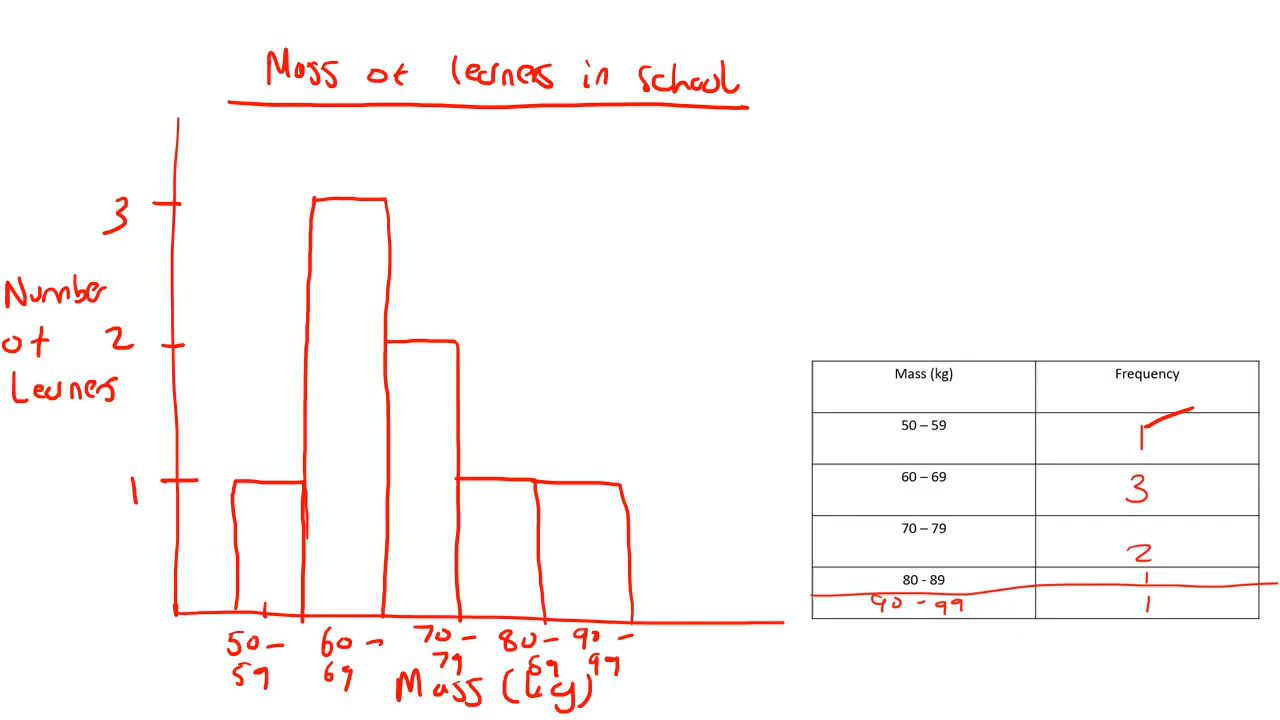 Mass of learners in school
3
Number
of 2
Learners
1
50 - 60 - 70 - 80 - 90 -
59 69 79 89 99
Mass (kg)
Mass (kg) Frequency
50 – 59 1
60 – 69 3
70 – 79 2
80 - 89 1
90 - 99 1